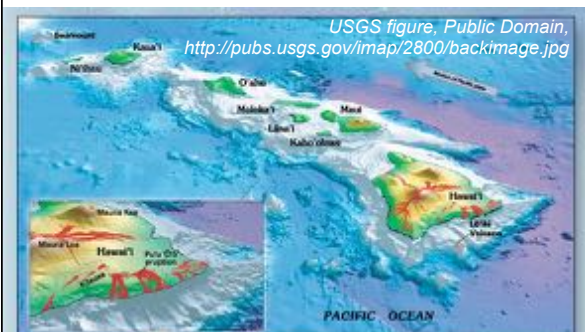 USGS figure, Public Domain,
http://pubs.usgs.gov/imap/2800/backimage.jpg
Kaua'i
Ni'ihau
O'ahu
Moloka'i
Maui
Lāna'i
Kaho'olawe
Hawai'i
Lō'ihi
Volcano
Mauna Kea
Mauna Loa
Hawai'i
Pu'u 'Ō'ō
eruption
Kīlauea
PACIFIC OCEAN